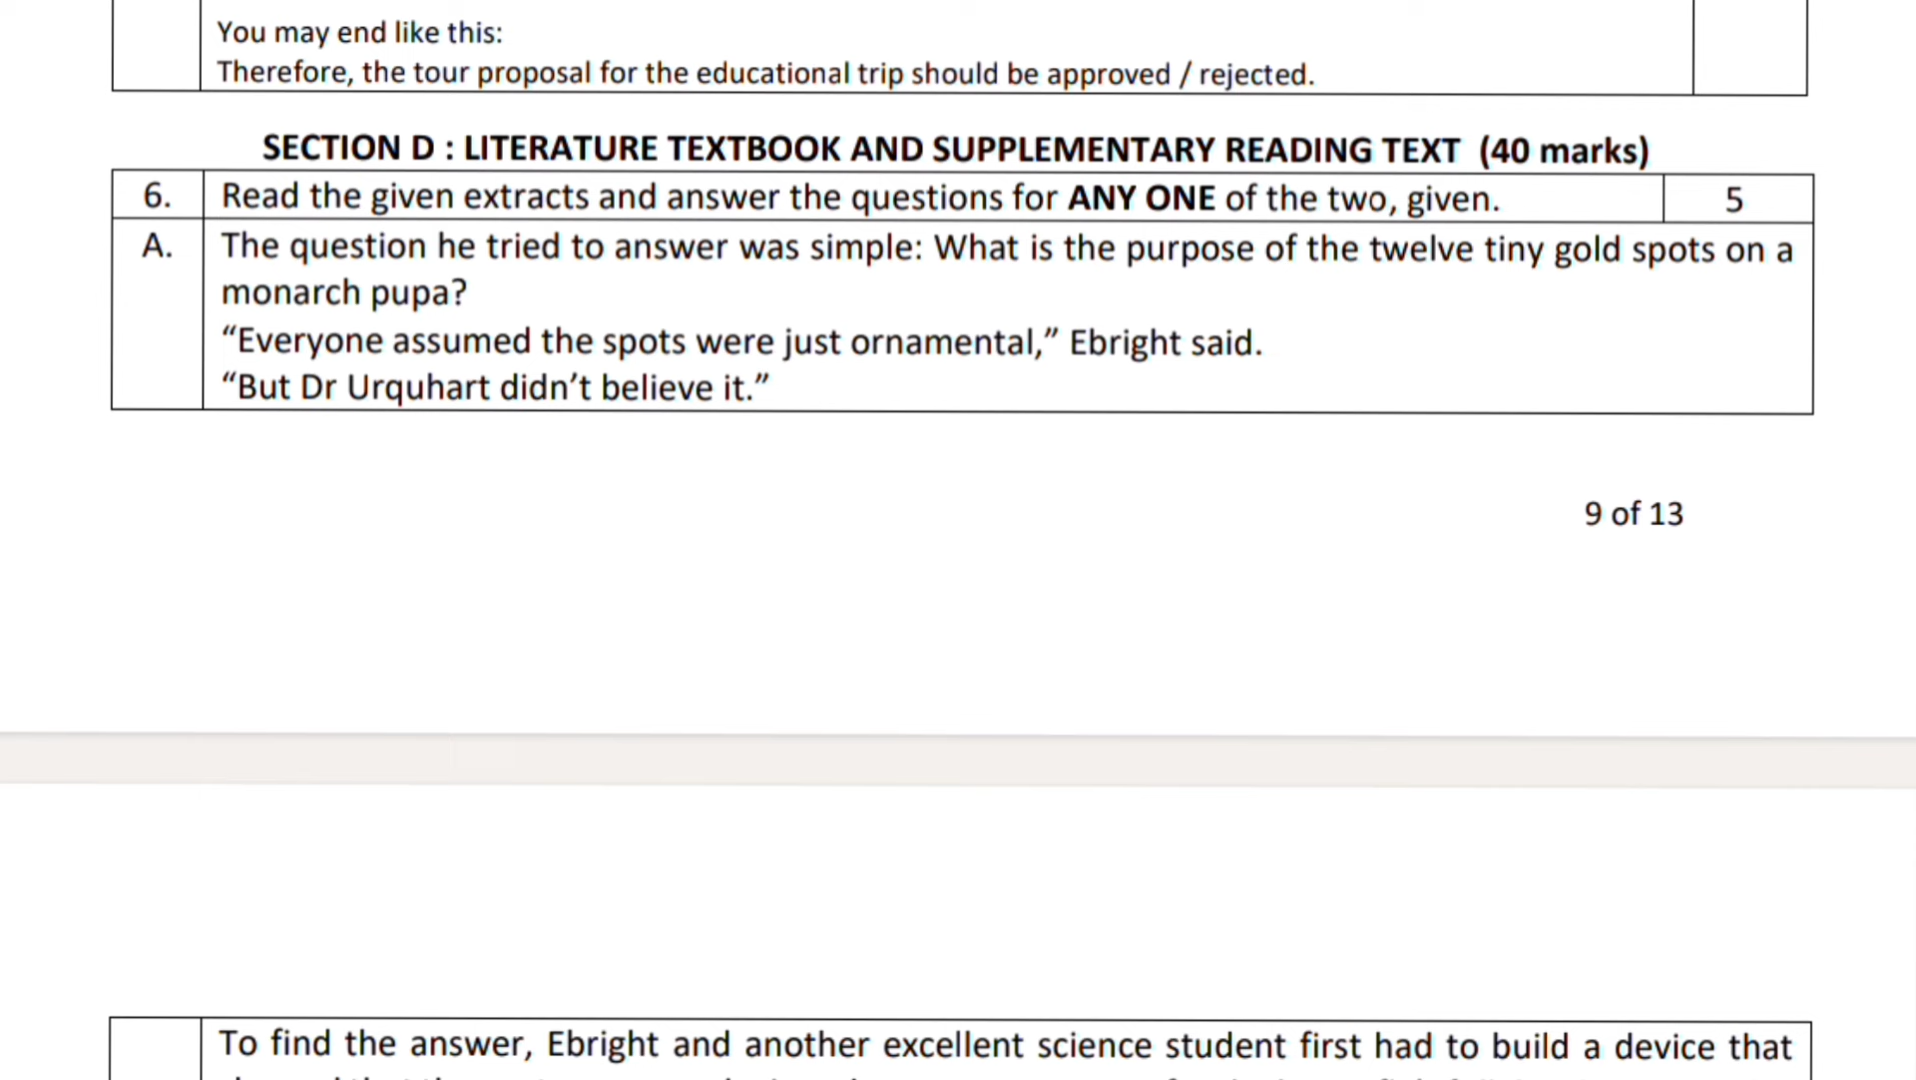 You may end like this:
Therefore, the tour proposal for the educational trip should be approved / rejected.
SECTION D : LITERATURE TEXTBOOK AND SUPPLEMENTARY READING TEXT (40 marks)
6. Read the given extracts and answer the questions for ANY ONE of the two, given. 5
A. The question he tried to answer was simple: What is the purpose of the twelve tiny gold spots on a
monarch pupa?
“Everyone assumed the spots were just ornamental,” Ebright said.
“But Dr Urquhart didn’t believe it.”
9 of 13
To find the answer, Ebright and another excellent science student first had to build a device that